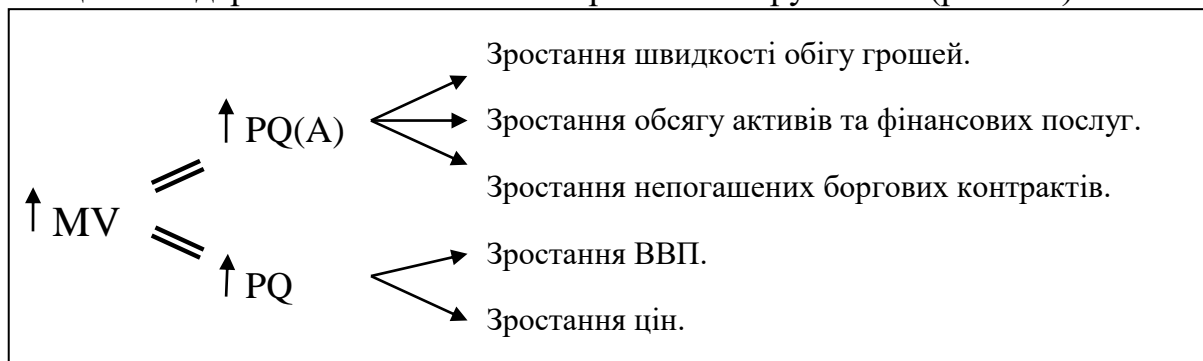 Зростання швидкості обігу грошей.
PQ(A)
Зростання обсягу активів та фінансових послуг.
Зростання непогашених боргових контрактів.
MV
Зростання ВВП.
PQ
Зростання цін.